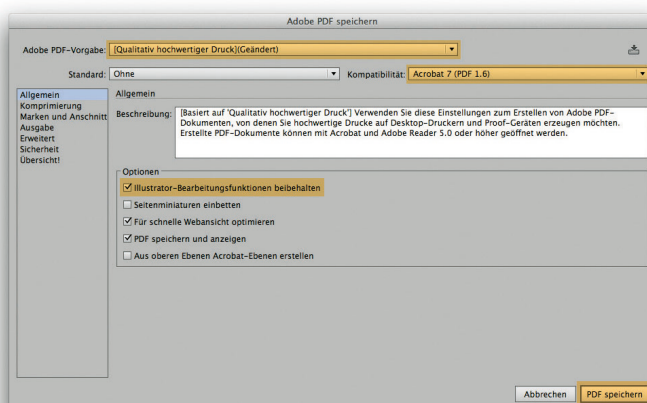 Adobe PDF speichern
Adobe PDF-Vorgabe: [Qualitativ hochwertiger Druck](Geändert)
Standard: Ohne
Kompatibilität: Acrobat 7 (PDF 1.6)
Allgemein
Komprimierung
Marken und Anschnitt
Ausgabe
Erweitert
Sicherheit
Übersicht!
Allgemein
Beschreibung: [Basiert auf 'Qualitativ hochwertiger Druck'] Verwenden Sie diese Einstellungen zum Erstellen von Adobe PDF-
Dokumenten, von denen Sie hochwertige Drucke auf Desktop-Druckern und Proof-Geräten erzeugen möchten.
Erstellte PDF-Dokumente können mit Acrobat und Adobe Reader 5.0 oder höher geöffnet werden.
Optionen
Illustrator-Bearbeitungsfunktionen beibehalten
Seitenminiaturen einbetten
Für schnelle Webansicht optimieren
PDF speichern und anzeigen
Aus oberen Ebenen Acrobat-Ebenen erstellen
Abbrechen
PDF speichern